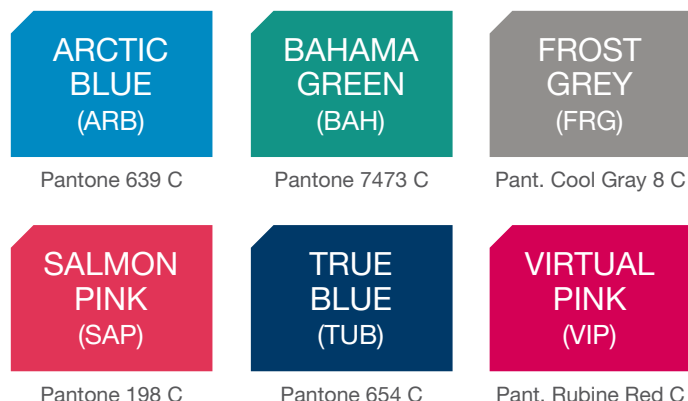 ARCTIC
BLUE
(ARB)
BAHAMA
GREEN
(BAH)
FROST
GREY
(FRG)
Pantone 639 C
Pantone 7473 C
Pant. Cool Gray 8 C
SALMON
PINK
(SAP)
TRUE
BLUE
(TUB)
VIRTUAL
PINK
(VIP)
Pantone 198 C
Pantone 654 C
Pant. Rubine Red C